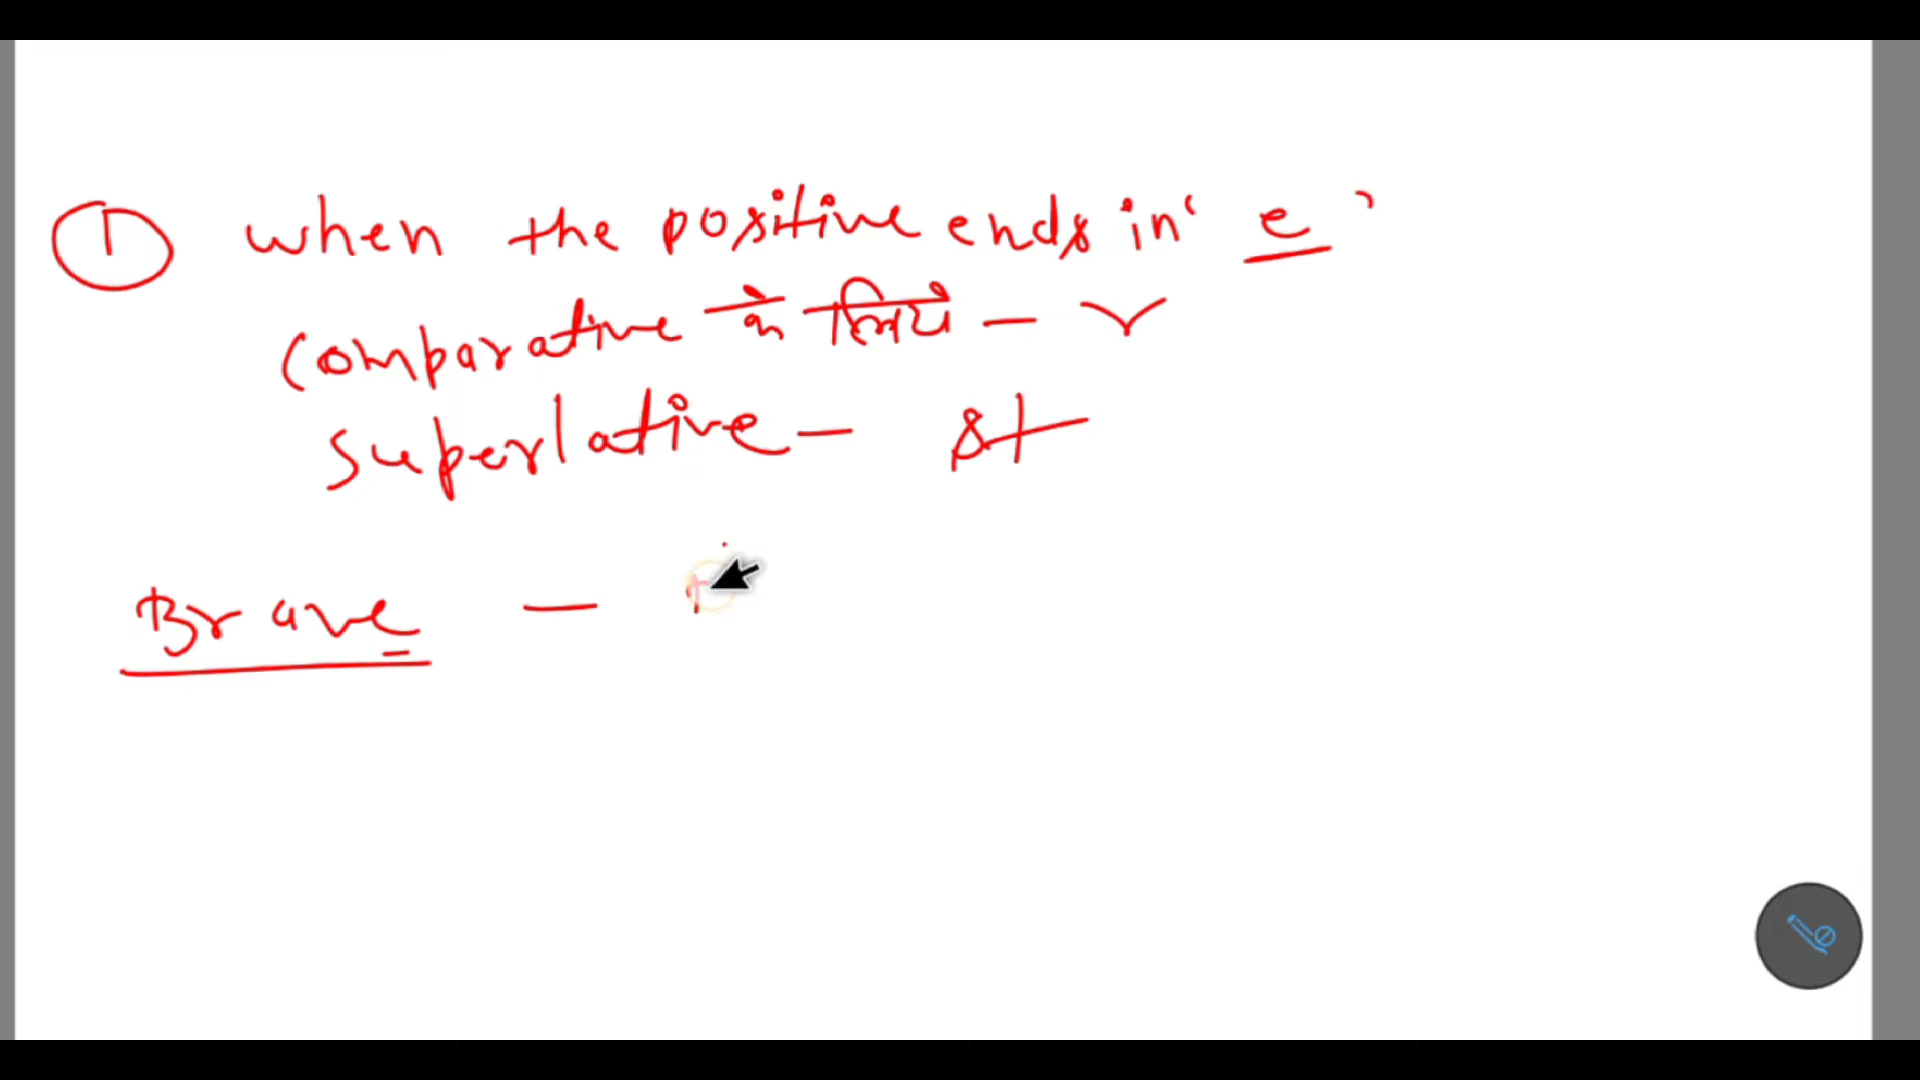 ① when the positive ends in ' e '
Comparative के लिये - r
Superlative - st
Brave -